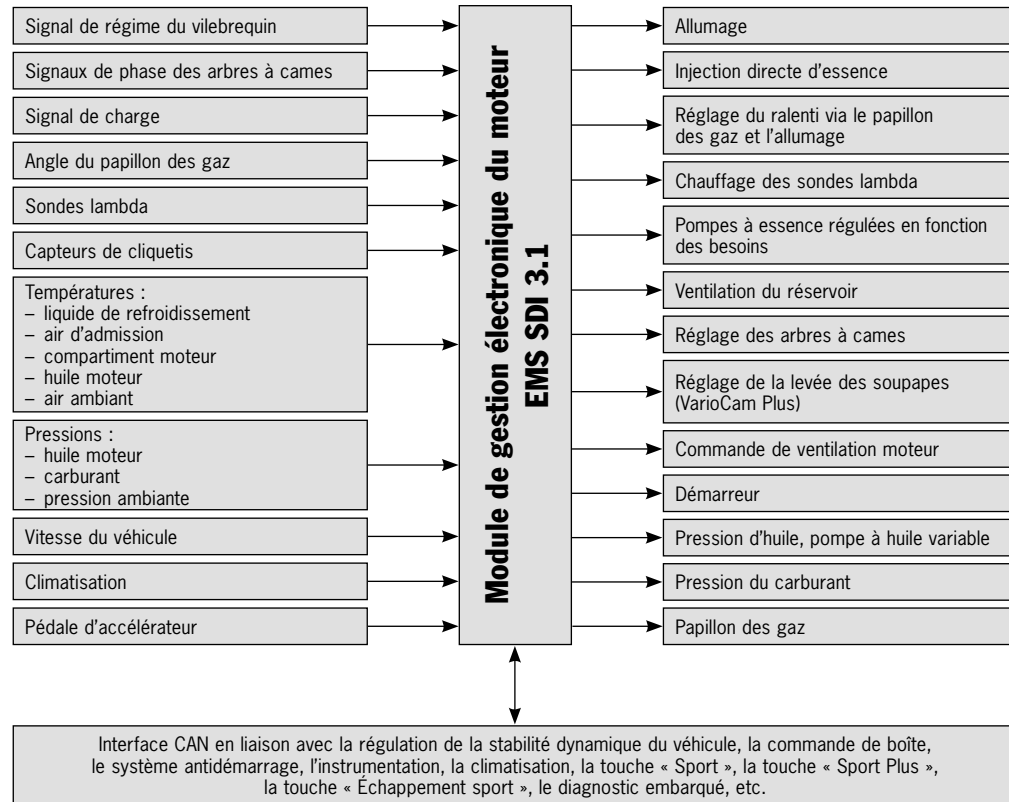 Signal de régime du vilebrequin
Signaux de phase des arbres à cames
Signal de charge
Angle du papillon des gaz
Sondes lambda
Capteurs de cliquetis
Températures :
– liquide de refroidissement
– air d'admission
– compartiment moteur
– huile moteur
– air ambiant
Pressions :
– huile moteur
– carburant
– pression ambiante
Vitesse du véhicule
Climatisation
Pédale d'accélérateur
Module de gestion électronique du moteur
EMS SDI 3.1
Allumage
Injection directe d'essence
Réglage du ralenti via le papillon
des gaz et l'allumage
Chauffage des sondes lambda
Pompes à essence régulées en fonction
des besoins
Ventilation du réservoir
Réglage des arbres à cames
Réglage de la levée des soupapes
(VarioCam Plus)
Commande de ventilation moteur
Démarreur
Pression d'huile, pompe à huile variable
Pression du carburant
Papillon des gaz
Interface CAN en liaison avec la régulation de la stabilité dynamique du véhicule, la commande de boîte,
le système antidémarrage, l'instrumentation, la climatisation, la touche « Sport », la touche « Sport Plus »,
la touche « Échappement sport », le diagnostic embarqué, etc.